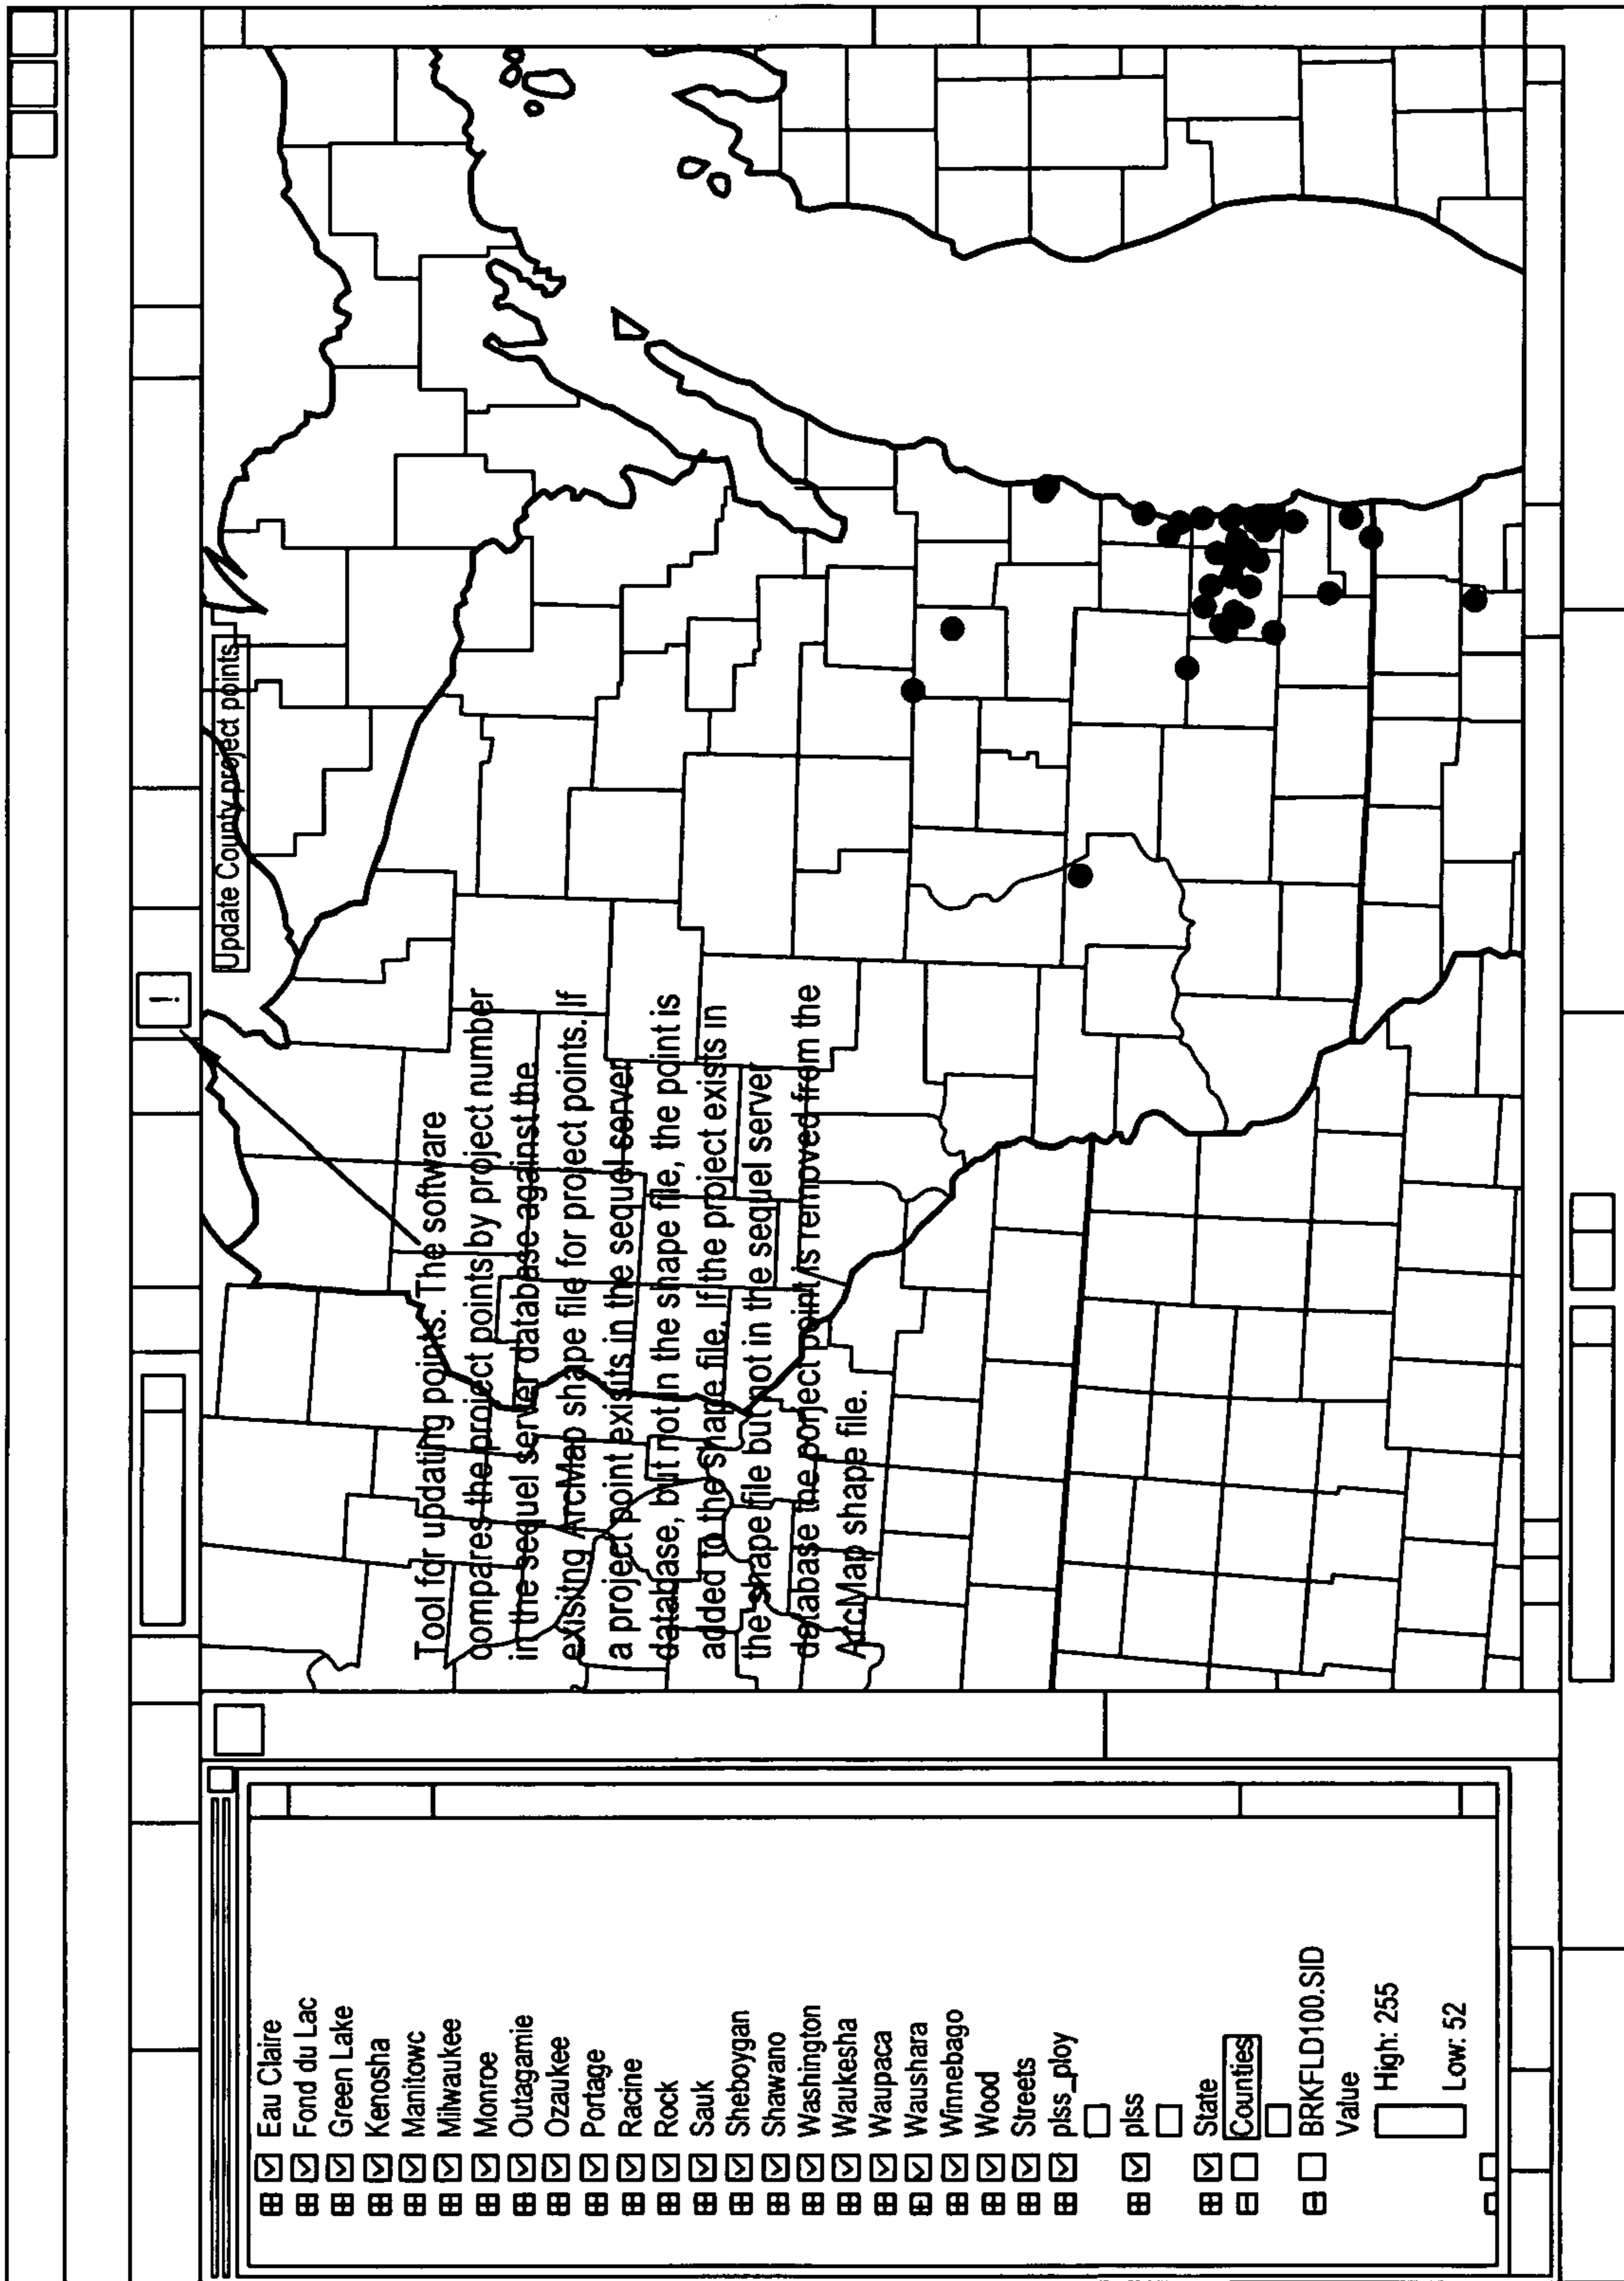 !
Update County project points
Tool for updating points. The software
compares the project points by project number
in the sequel server database against the
exisitng ArcMap shape file for project points. If
a project point exisits in the sequel server
database, but not in the shape file, the point is
added to the shape file. If the project exists in
the shape file but not in the sequel server
database the porject point is removed from the
ArcMap shape file.
Eau Claire
Fond du Lac
Green Lake
Kenosha
Manitowc
Milwaukee
Monroe
Outagamie
Ozaukee
Portage
Racine
Rock
Sauk
Sheboygan
Shawano
Washington
Waukesha
Waupaca
Waushara
Winnebago
Wood
Streets
plss_ploy
plss
State
Counties
BRKFLD100.SID
Value
High: 255
Low: 52